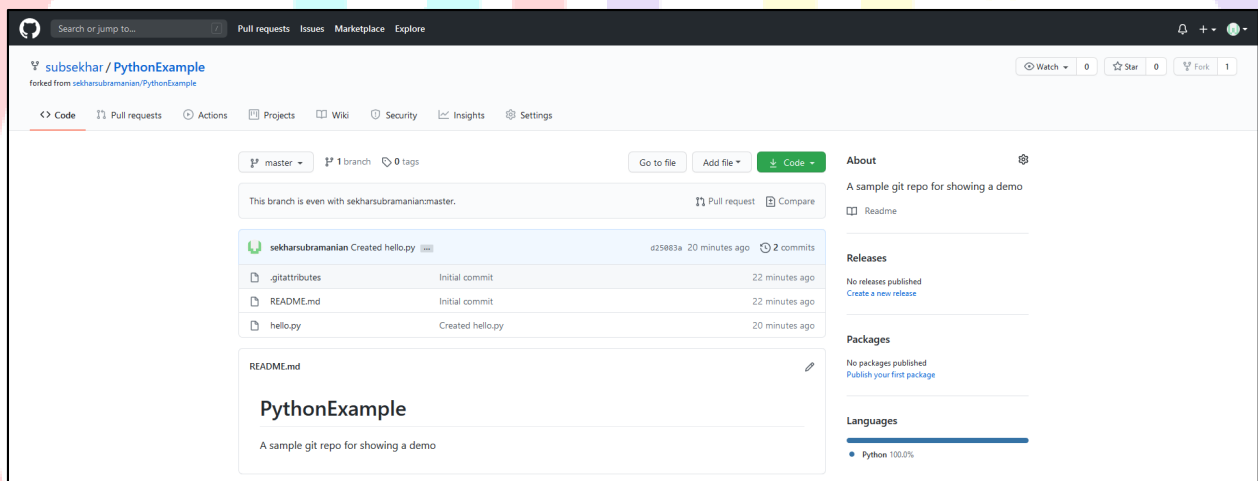 Search or jump to... /
Pull requests Issues Marketplace Explore
subsekhar / PythonExample
forked from sekharsubramanian/PythonExample
Watch 0 Star 0 Fork 1
Code Pull requests Actions Projects Wiki Security Insights Settings
master 1 branch 0 tags
Go to file Add file Code
This branch is even with sekharsubramanian:master.
Pull request Compare
sekharsubramanian Created hello.py ... d25083a 20 minutes ago 2 commits
.gitattributes Initial commit 22 minutes ago
README.md Initial commit 22 minutes ago
hello.py Created hello.py 20 minutes ago
README.md
PythonExample
A sample git repo for showing a demo
About
A sample git repo for showing a demo
Readme
Releases
No releases published
Create a new release
Packages
No packages published
Publish your first package
Languages
Python 100.0%